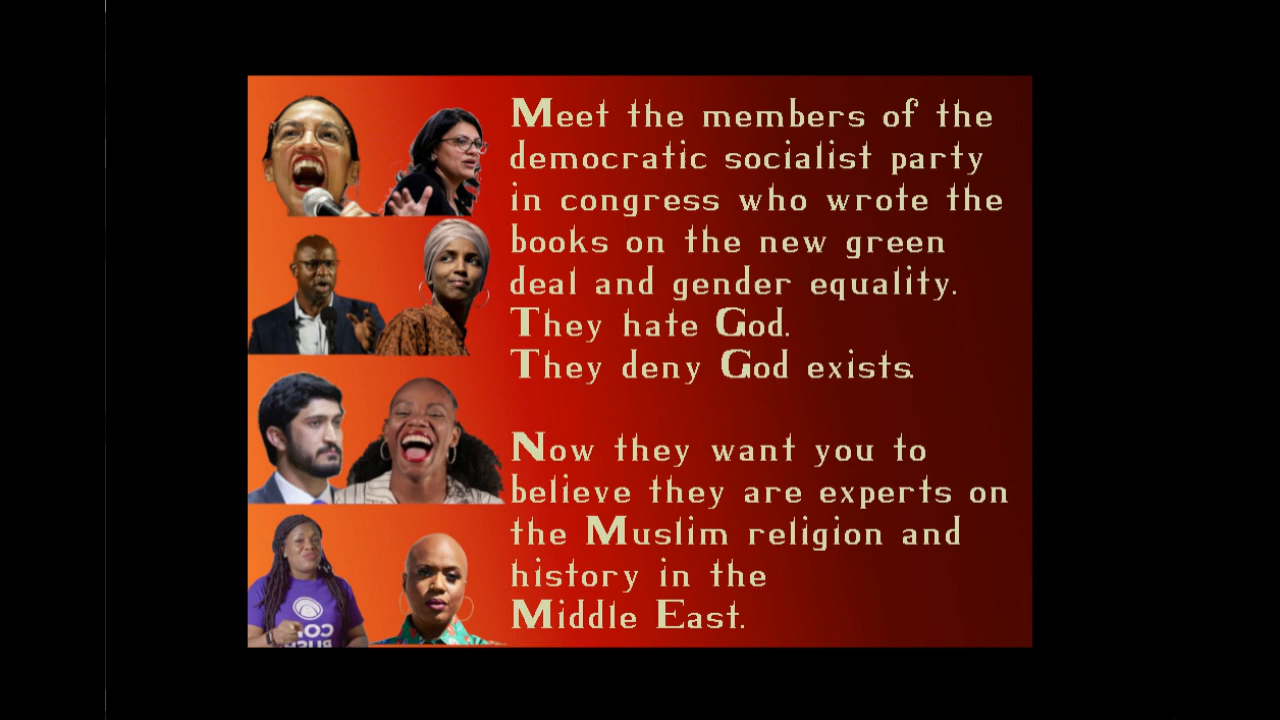 Meet the members of the
democratic socialist party
in congress who wrote the
books on the new green
deal and gender equality.
They hate God.
They deny God exists.
Now they want you to
believe they are experts on
the Muslim religion and
history in the
Middle East.